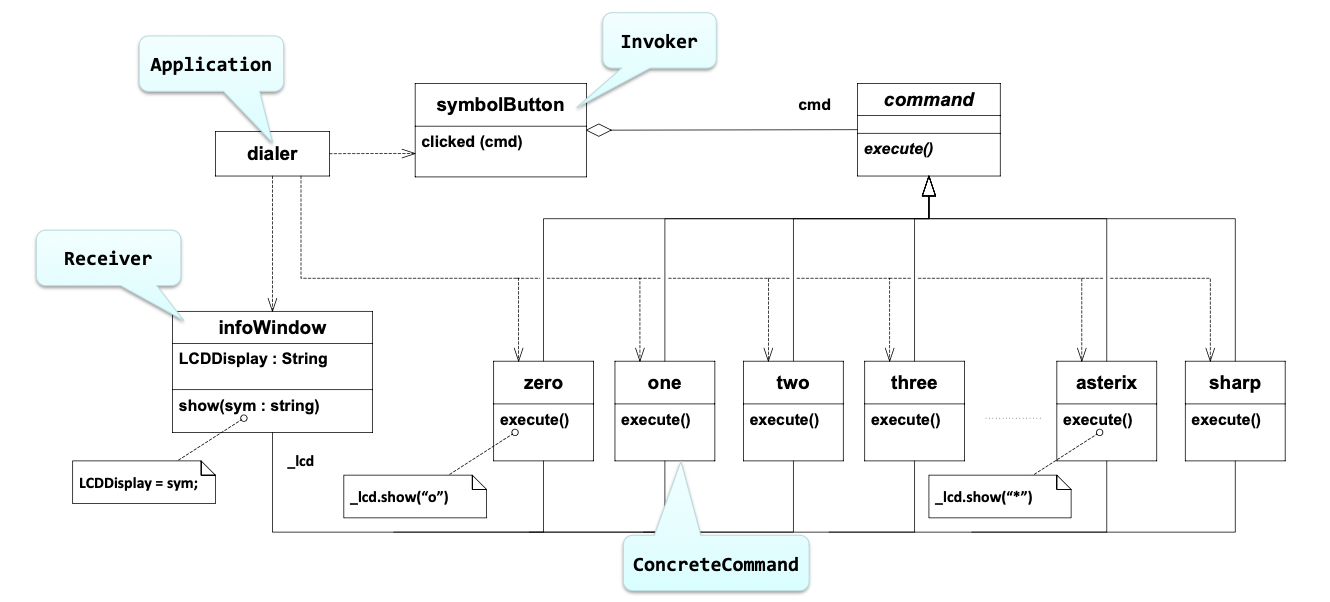 Invoker
Application
symbolButton
cmd
command
clicked (cmd)
dialer
execute()
Receiver
infoWindow
LCDDisplay : String
zero
one
two
three
asterix
sharp
show(sym : string)
execute()
execute()
execute()
execute()
.....................
execute()
execute()
_lcd
LCDDisplay = sym;
_lcd.show(“o”)
_lcd.show(“*”)
ConcreteCommand